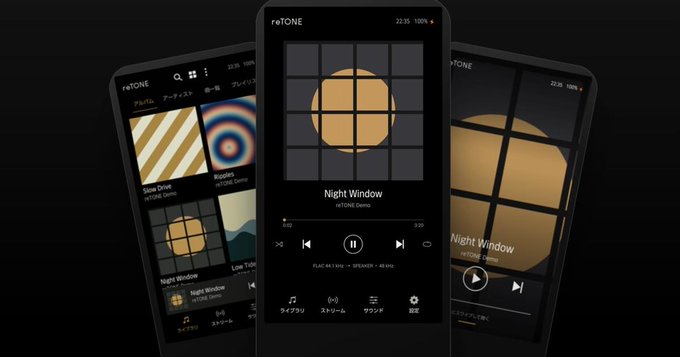 reTONE
アルバム
アーティスト
曲一覧
22:35 100%
Slow Drive
reTONE Demo
Ripples
reTONE Demo
Night Window
reTONE Demo
Low Tide
Night Window
reTONE Demo
ライブラリ
ストリーム
reTONE
22:35 100%
Night Window
reTONE Demo
0:02
3:20
FLAC 44.1 kHz → SPEAKER • 48 kHz
ライブラリ
ストリーム
サウンド
設定
reTONE
22:35 100%
Night Window
reTONE Demo